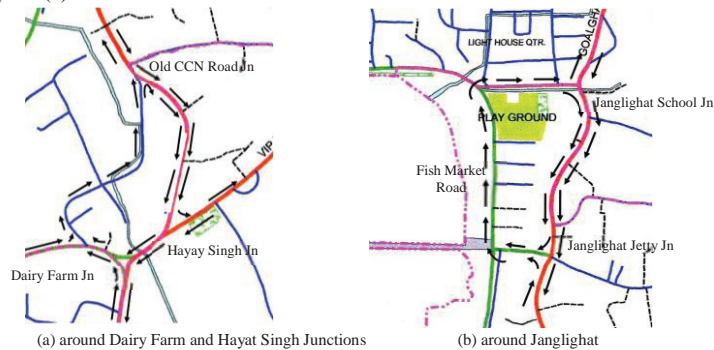 Old CCN Road Jn
VIP
Hayay Singh Jn
Dairy Farm Jn
(a) around Dairy Farm and Hayat Singh Junctions
LIGHT HOUSE QTR.
GOALGHA
Janglighat School Jn
PLAY GROUND
Fish Market
Road
Janglighat Jetty Jn
(b) around Janglighat